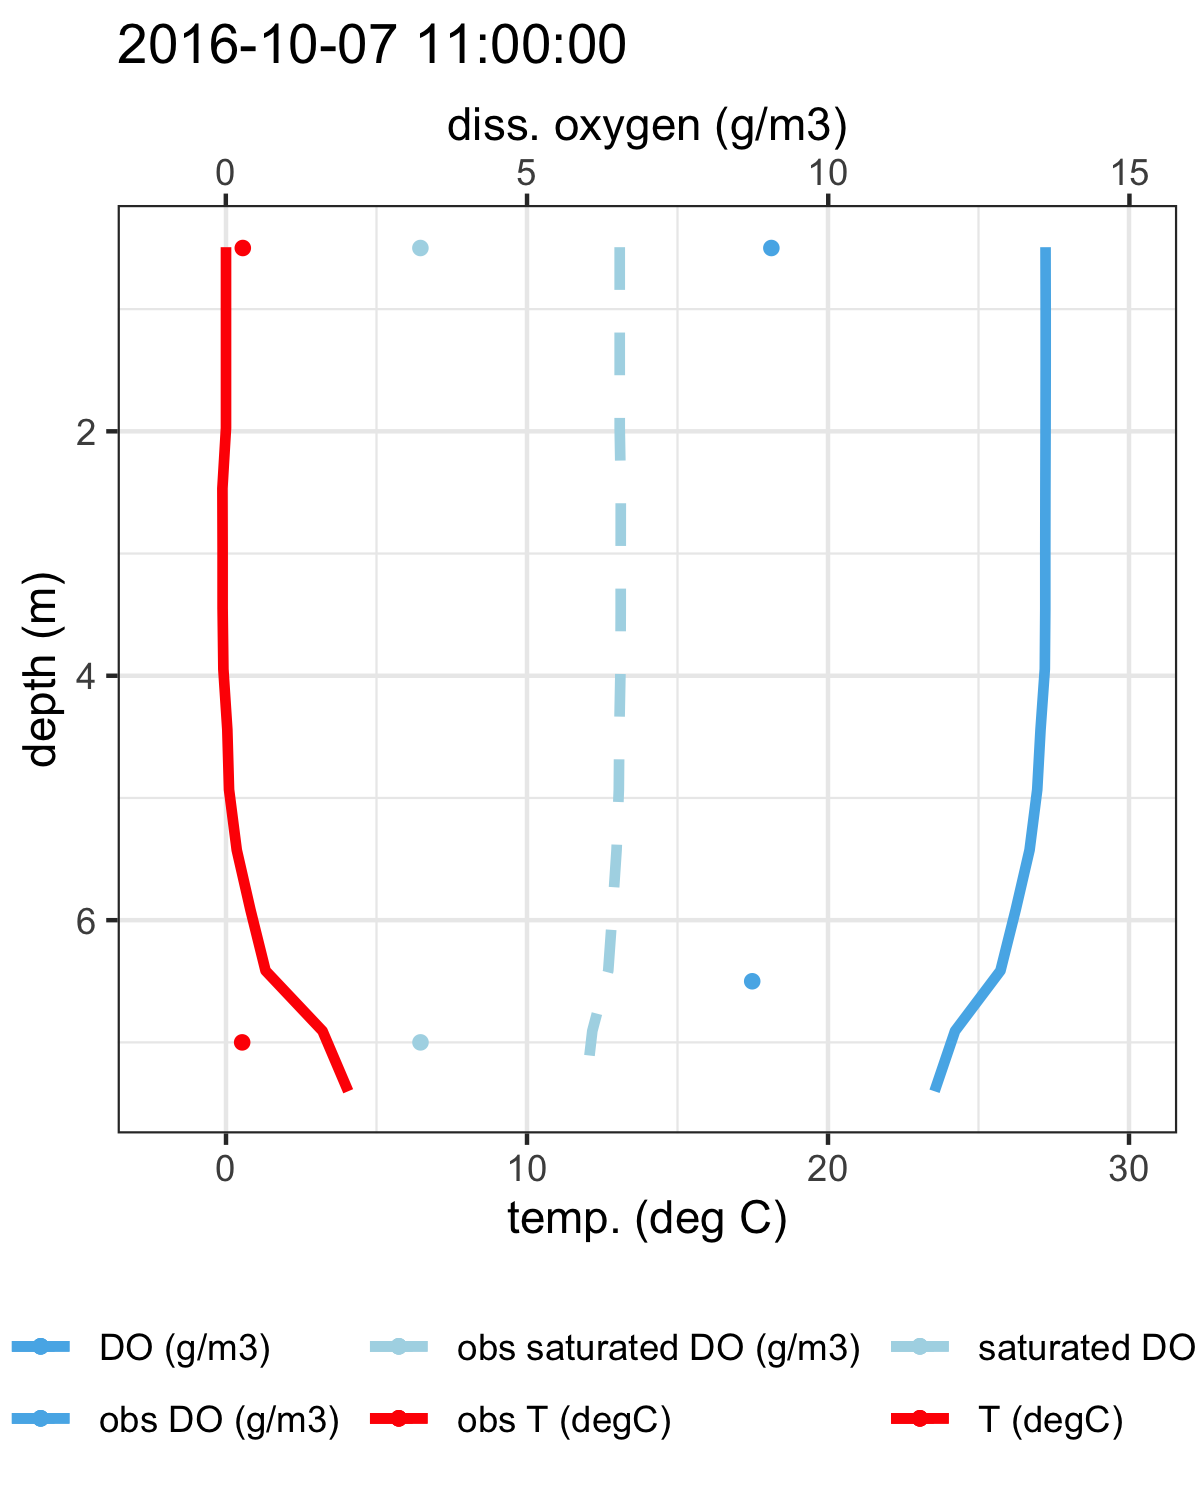 2016-10-07 11:00:00
diss. oxygen (g/m3)
0 5 10 15
2
4
6
depth (m)
0 10 20 30
temp. (deg C)
DO (g/m3) obs saturated DO (g/m3) saturated DO
obs DO (g/m3) obs T (degC) T (degC)